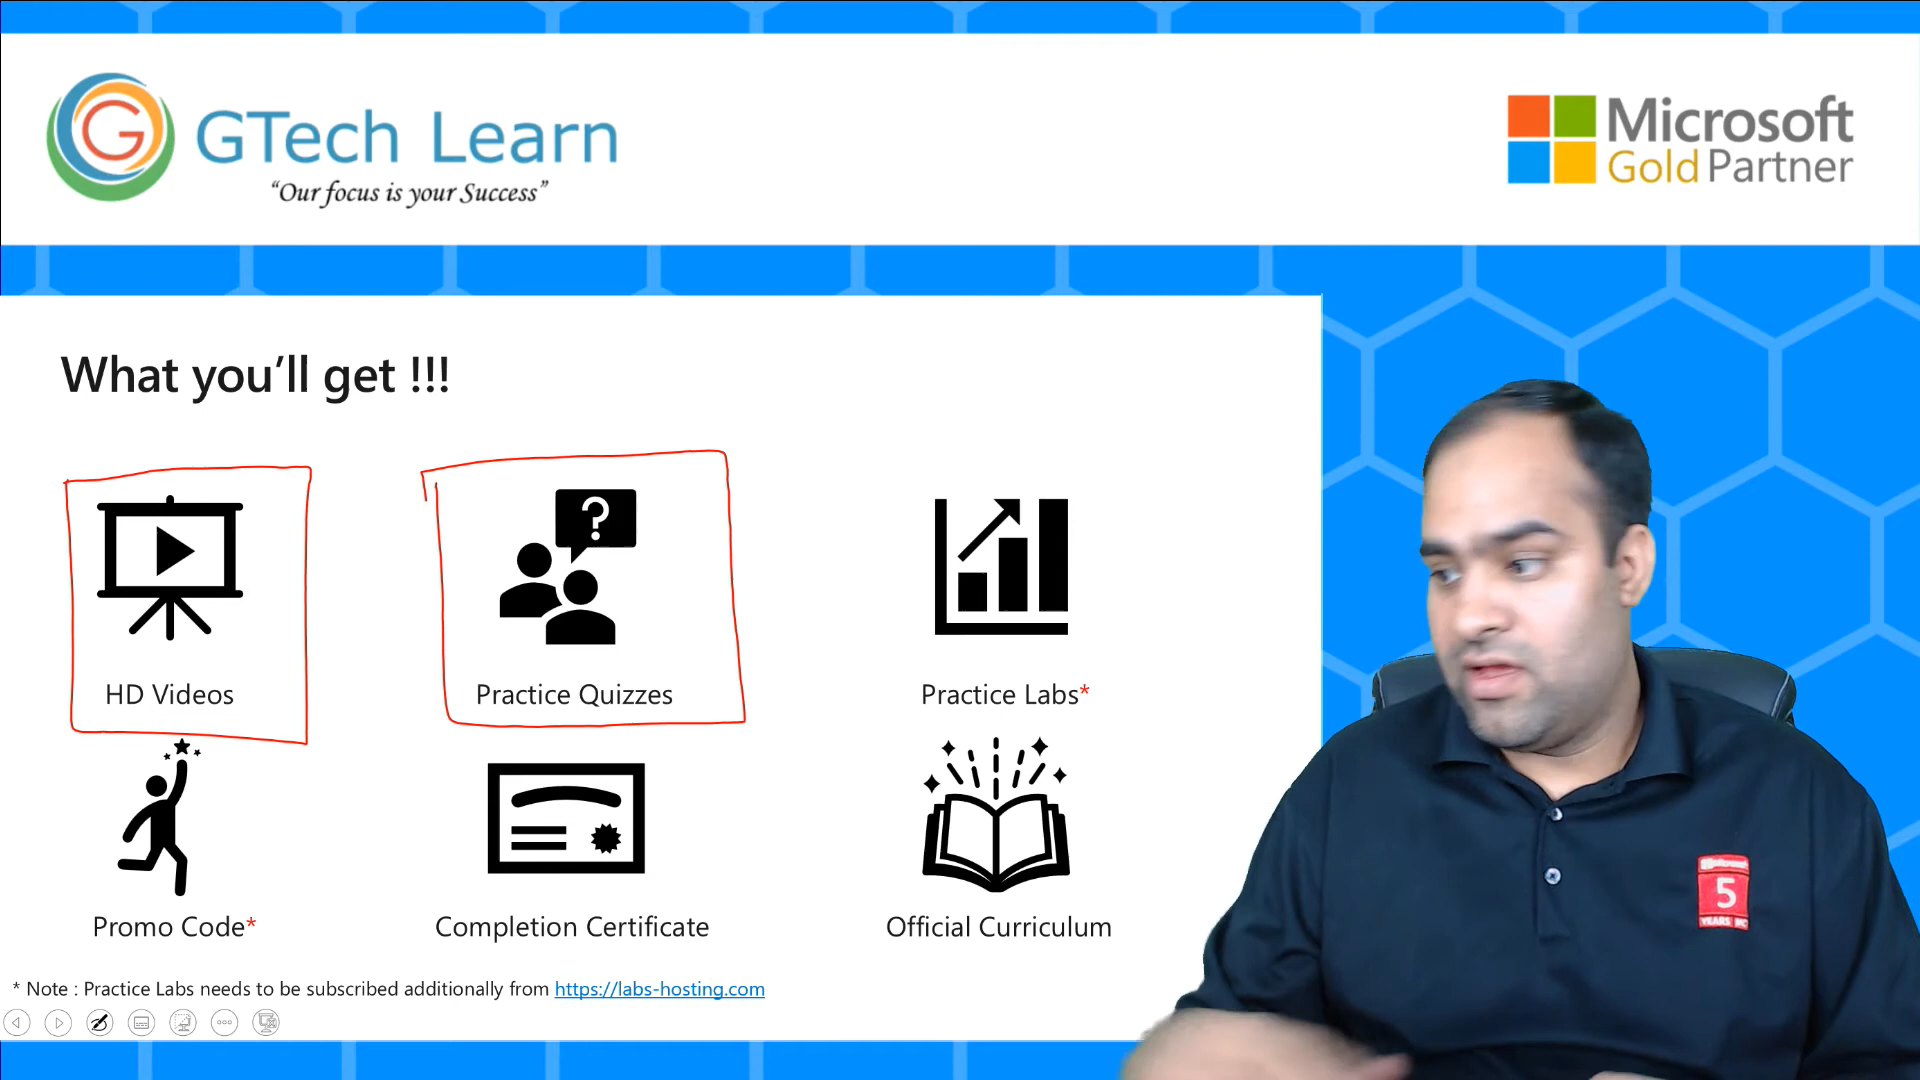 GTech Learn
“Our focus is your Success”
Microsoft
Gold Partner
What you’ll get !!!
?
HD Videos
Practice Quizzes
Practice Labs*
Promo Code*
Completion Certificate
Official Curriculum
* Note : Practice Labs needs to be subscribed additionally from https://labs-hosting.com
5
YEARS